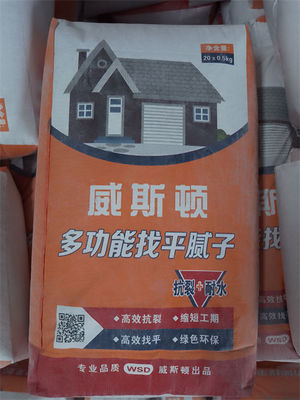 净含量:
20±0.5kg
威斯顿
多功能找平腻子
抗裂+耐水
•高效抗裂 •缩短工期
•高效找平 •绿色环保
专业品质 WSD 威斯顿出品